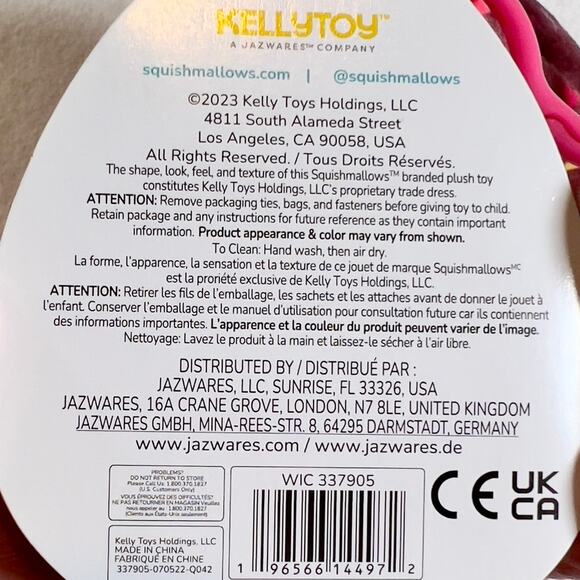 KELLYTOY
A JAZWARES™ COMPANY
squishmallows.com | @squishmallows
©2023 Kelly Toys Holdings, LLC
4811 South Alameda Street
Los Angeles, CA 90058, USA
All Rights Reserved. / Tous Droits Réservés.
The shape, look, feel, and texture of this Squishmallows™ branded plush toy
constitutes Kelly Toys Holdings, LLC's proprietary trade dress.
ATTENTION: Remove packaging ties, bags, and fasteners before giving toy to child.
Retain package and any instructions for future reference as they contain important
information. Product appearance & color may vary from shown.
To Clean: Hand wash, then air dry.
La forme, l'apparence, la sensation et la texture de ce jouet de marque Squishmallows MC
est la proriété exclusive de Kelly Toys Holdings, LLC.
ATTENTION: Retirer les fils de l'emballage, les sachets et les attaches avant de donner le jouet à
l'enfant. Conserver l'emballage et le manuel d'utilisation pour consultation future car ils contiennent
des informations importantes. L'apparence et la couleur du produit peuvent varier de l'image.
Nettoyage: Lavez le produit à la main et laissez-le sécher à l'air libre.
DISTRIBUTED BY / DISTRIBUÉ PAR :
JAZWARES, LLC, SUNRISE, FL 33326, USA
JAZWARES, 16A CRANE GROVE, LONDON, N7 8LE, UNITED KINGDOM
JAZWARES GMBH, MINA-REES-STR. 8, 64295 DARMSTADT, GERMANY
www.jazwares.com / www.jazwares.de
PROBLEMS?
DO NOT RETURN TO STORE
Please Call Us: 1.800.370.1827
(U.S. Customers Only)
VOUS ÉPROUVEZ DES DIFFICULTÉS?
NE PAS RETOURNER EN MAGASIN Veuillez
nous appeler au : 1.800.370.1827
(Clients aux États-Unis seulement)
WIC 337905
CE UK
CA
Kelly Toys Holdings, LLC
MADE IN CHINA
FABRIQUÉ EN CHINE
337905-070522-Q042
1 96566 14497 2